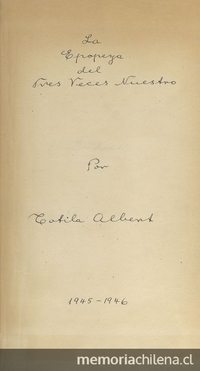 La
Epopeya
del
Tres Veces Nuestro
Por
Totila Albert
1945-1946
memoriachilena.cl